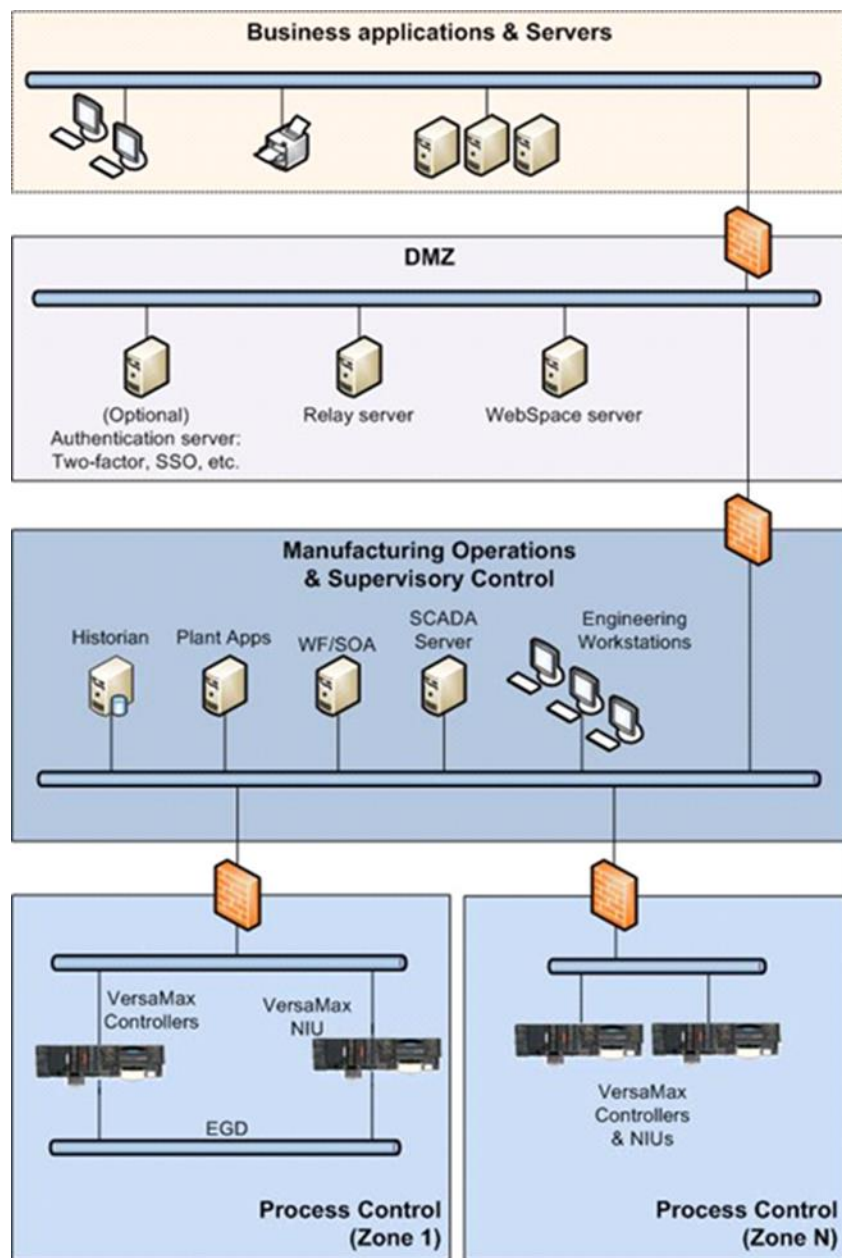 Business applications & Servers
DMZ
(Optional)
Authentication server:
Two-factor, SSO, etc.
Relay server
WebSpace server
Manufacturing Operations
& Supervisory Control
Historian
Plant Apps
WF/SOA
SCADA
Server
Engineering
Workstations
VersaMax
Controllers
VersaMax
NIU
EGD
Process Control
(Zone 1)
VersaMax
Controllers
& NIUs
Process Control
(Zone N)